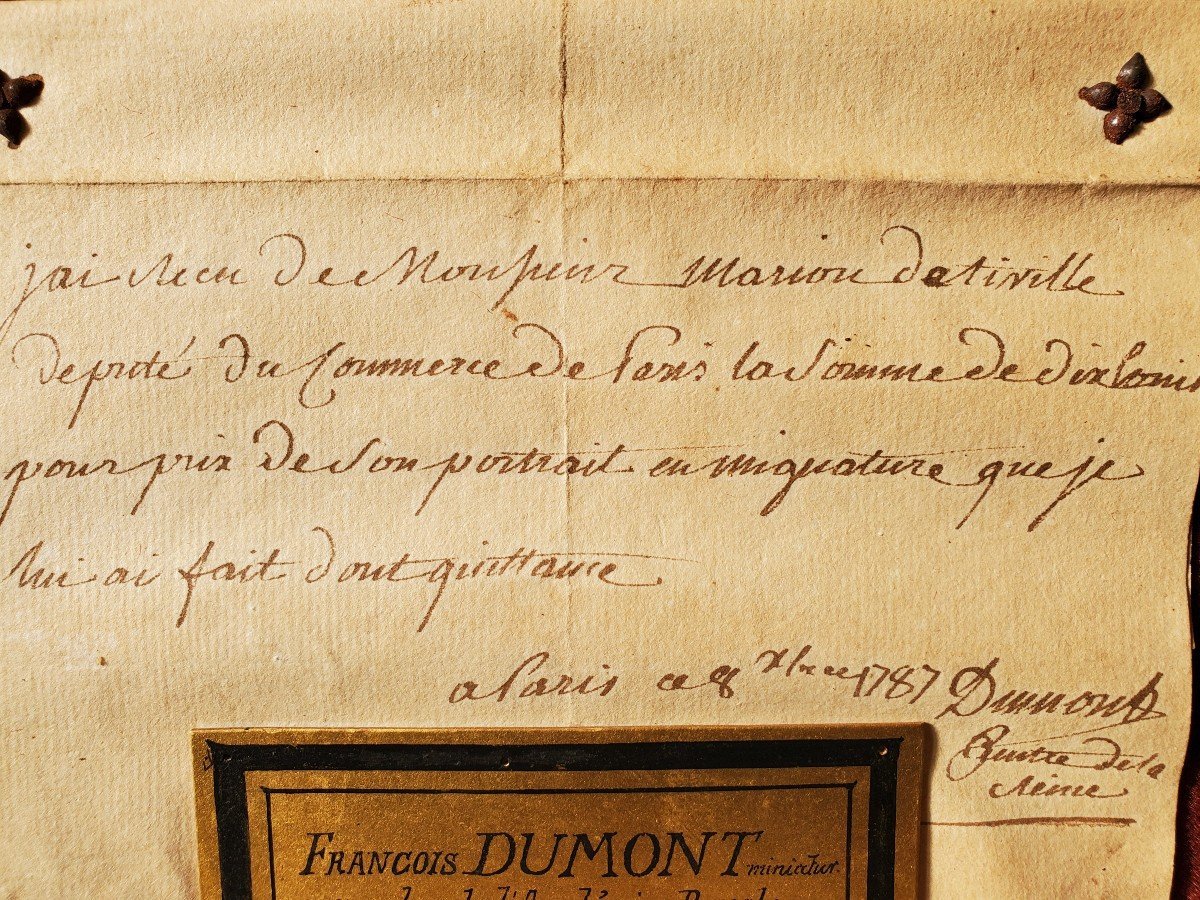 jai recu de Monsieur Marion
deputé du Commerce de Paris la Somme de dix Louis
pour prix de Son portrait en mignature que je
lui ai fait dont quittance
a Paris ce 8 Xbre 1787 Dumont
Peintre de la
Reine
FRANCOIS DUMONT miniatur.